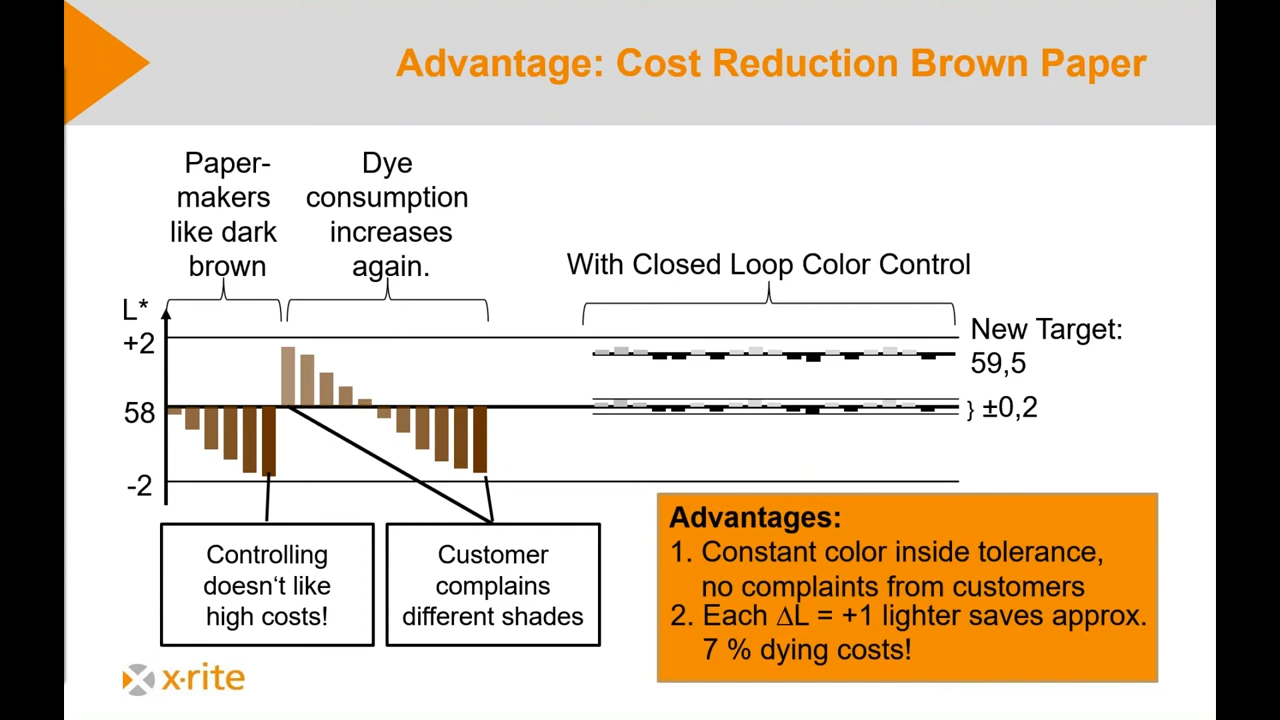 Advantage: Cost Reduction Brown Paper
Paper-
makers
like dark
brown
Dye
consumption
increases
again.
With Closed Loop Color Control
L*
+2
58
-2
New Target:
59,5
} ±0,2
Controlling
doesn‘t like
high costs!
Customer
complains
different shades
Advantages:
1. Constant color inside tolerance,
no complaints from customers
2. Each ΔL = +1 lighter saves approx.
7 % dying costs!
x·rite